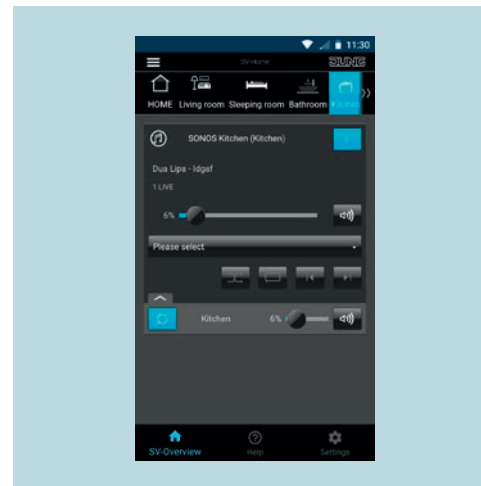 11:30
SV-Home
JUNG
HOME Living room Sleeping room Bathroom Kitchen
SONOS Kitchen (Kitchen)
Dua Lipa - Idgaf
1 LIVE
6%
Please select
Kitchen 6%
SV-Overview Help Settings